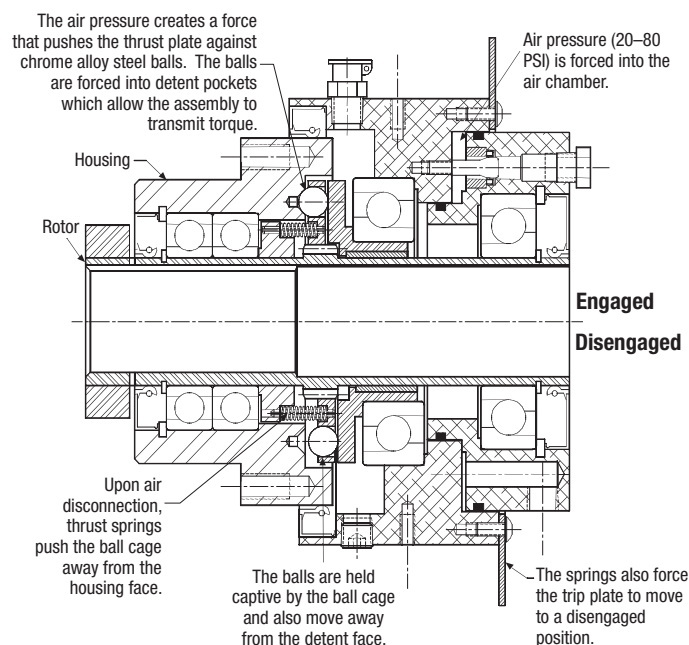 The air pressure creates a force
that pushes the thrust plate against
chrome alloy steel balls.  The balls
are forced into detent pockets
which allow the assembly to
transmit torque.
Air pressure (20–80
PSI) is forced into the
air chamber.
Housing
Rotor
Engaged
Disengaged
Upon air
disconnection,
thrust springs
push the ball cage
away from the
housing face.
The balls are held
captive by the ball cage
and also move away
from the detent face.
The springs also force
the trip plate to move
to a disengaged
position.